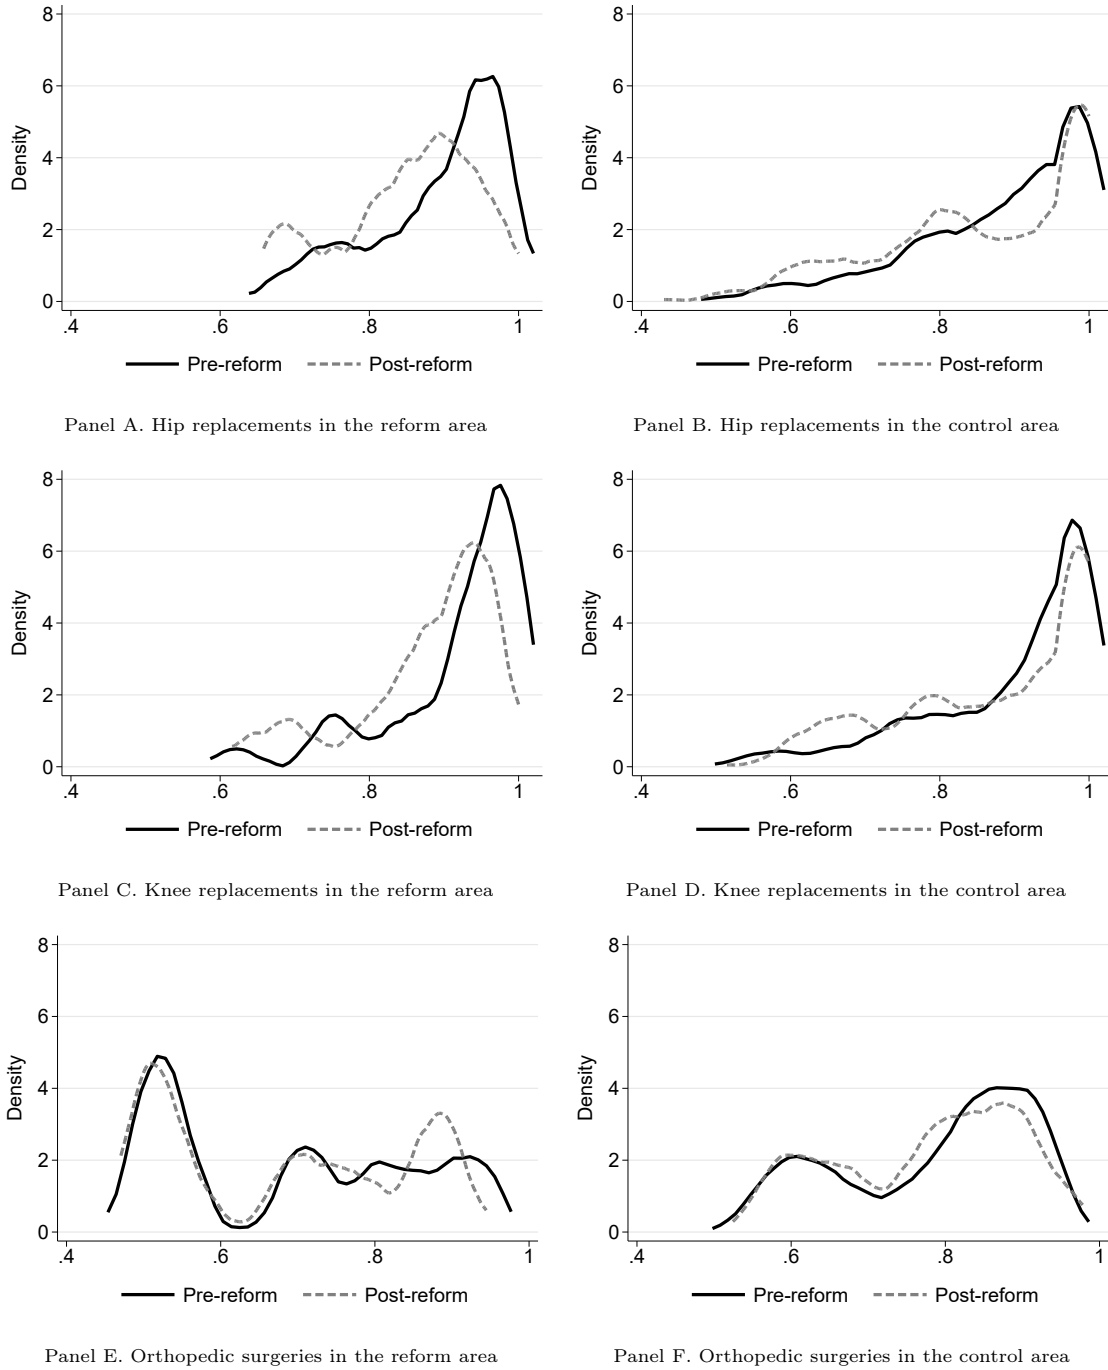 8
6
4
2
0
Density
.4 .6 .8 1
Pre-reform Post-reform
Panel A. Hip replacements in the reform area
8
6
4
2
0
Density
.4 .6 .8 1
Pre-reform Post-reform
Panel B. Hip replacements in the control area
8
6
4
2
0
Density
.4 .6 .8 1
Pre-reform Post-reform
Panel C. Knee replacements in the reform area
8
6
4
2
0
Density
.4 .6 .8 1
Pre-reform Post-reform
Panel D. Knee replacements in the control area
8
6
4
2
0
Density
.4 .6 .8 1
Pre-reform Post-reform
Panel E. Orthopedic surgeries in the reform area
8
6
4
2
0
Density
.4 .6 .8 1
Pre-reform Post-reform
Panel F. Orthopedic surgeries in the control area